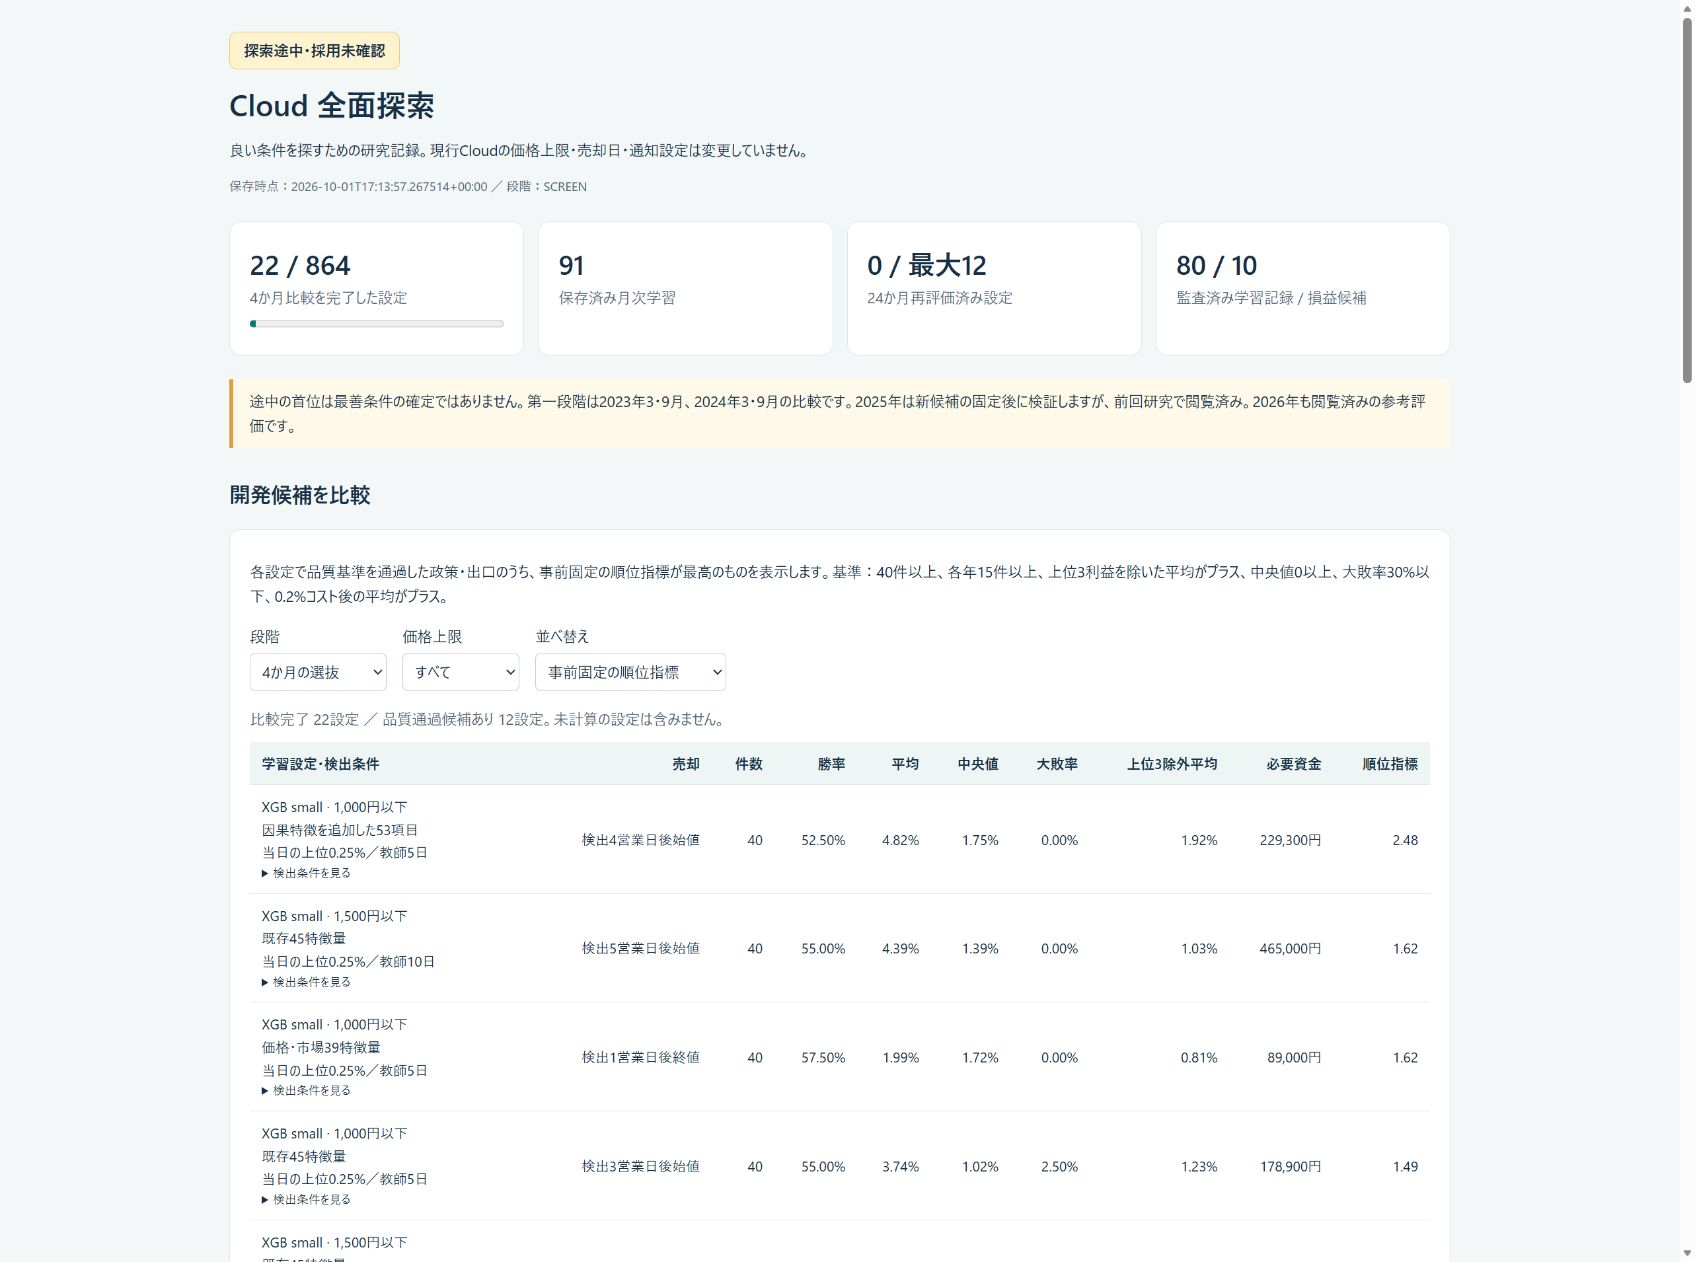 探索途中・採用未確認
Cloud 全面探索
良い条件を探すための研究記録。現行Cloudの価格上限・売却日・通知設定は変更していません。
保存時点：2026-10-01T17:13:57.267514+00:00 ／ 段階：SCREEN
22 / 864
4か月比較を完了した設定
91
保存済み月次学習
0 / 最大12
24か月再評価済み設定
80 / 10
監査済み学習記録 / 損益候補
途中の首位は最善条件の確定ではありません。第一段階は2023年3・9月、2024年3・9月の比較です。2025年は新候補の固定後に検証しますが、前回研究で閲覧済み。2026年も閲覧済みの参考評
価です。
開発候補を比較
各設定で品質基準を通過した政策・出口のうち、事前固定の順位指標が最高のものを表示します。基準：40件以上、各年15件以上、上位3利益を除いた平均がプラス、中央値0以上、大敗率30%以
下、0.2%コスト後の平均がプラス。
段階 価格上限 並べ替え
4か月の選抜 すべて 事前固定の順位指標
比較完了 22設定 ／ 品質通過候補あり 12設定。未計算の設定は含みません。
学習設定・検出条件 売却 件数 勝率 平均 中央値 大敗率 上位3除外平均 必要資金 順位指標
XGB small · 1,000円以下
因果特徴を追加した53項目
当日の上位0.25%／教師5日
▶ 検出条件を見る
検出4営業日後始値 40 52.50% 4.82% 1.75% 0.00% 1.92% 229,300円 2.48
XGB small · 1,500円以下
既存45特徴量
当日の上位0.25%／教師10日
▶ 検出条件を見る
検出5営業日後始値 40 55.00% 4.39% 1.39% 0.00% 1.03% 465,000円 1.62
XGB small · 1,000円以下
価格・市場39特徴量
当日の上位0.25%／教師5日
▶ 検出条件を見る
検出1営業日後終値 40 57.50% 1.99% 1.72% 0.00% 0.81% 89,000円 1.62
XGB small · 1,000円以下
既存45特徴量
当日の上位0.25%／教師5日
▶ 検出条件を見る
検出3営業日後始値 40 55.00% 3.74% 1.02% 2.50% 1.23% 178,900円 1.49
XGB small · 1,500円以下